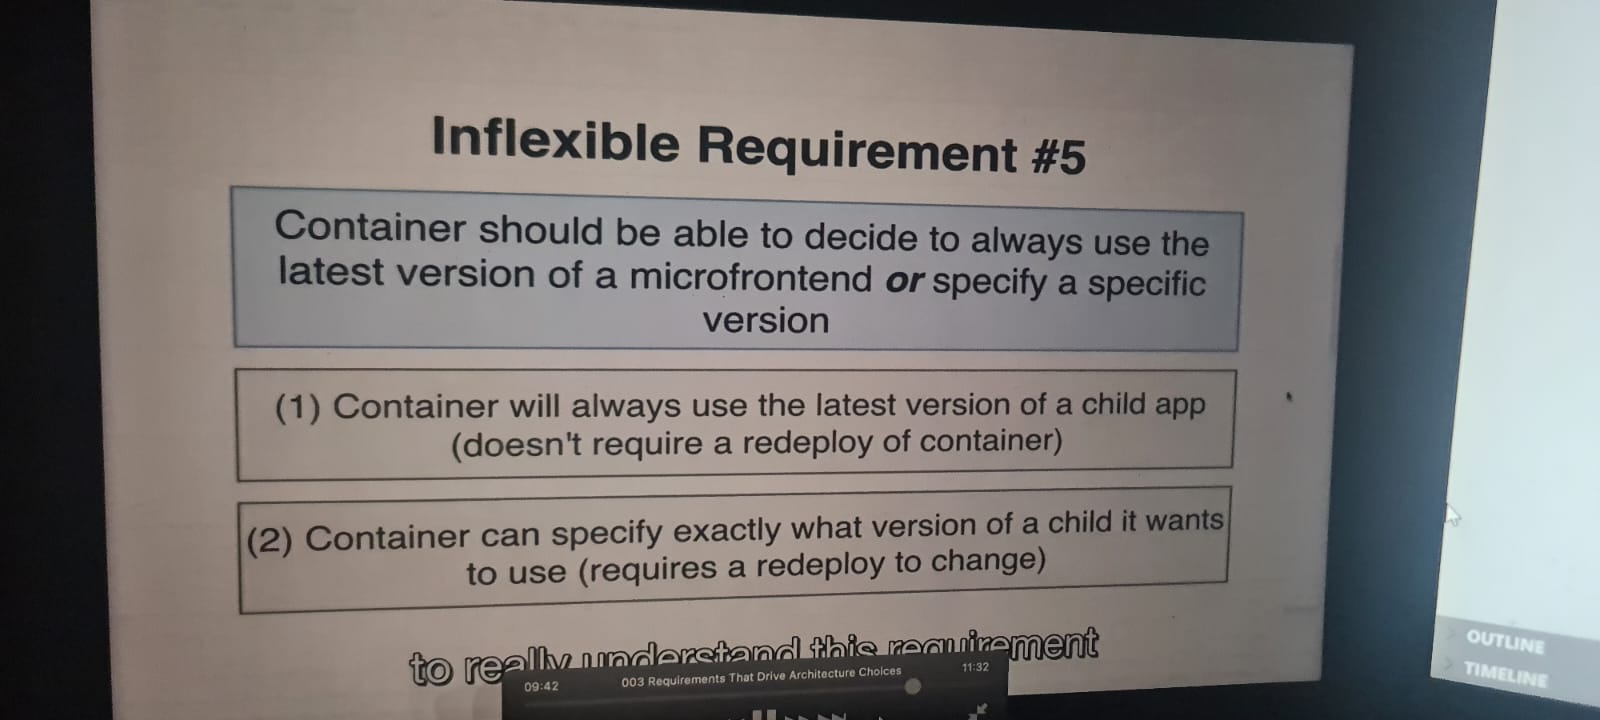 Inflexible Requirement #5
Container should be able to decide to always use the
latest version of a microfrontend or specify a specific
version
(1) Container will always use the latest version of a child app
(doesn't require a redeploy of container)
(2) Container can specify exactly what version of a child it wants
to use (requires a redeploy to change)
to really understand this requirement
09:42
003 Requirements That Drive Architecture Choices
11:32
OUTLINE
TIMELINE